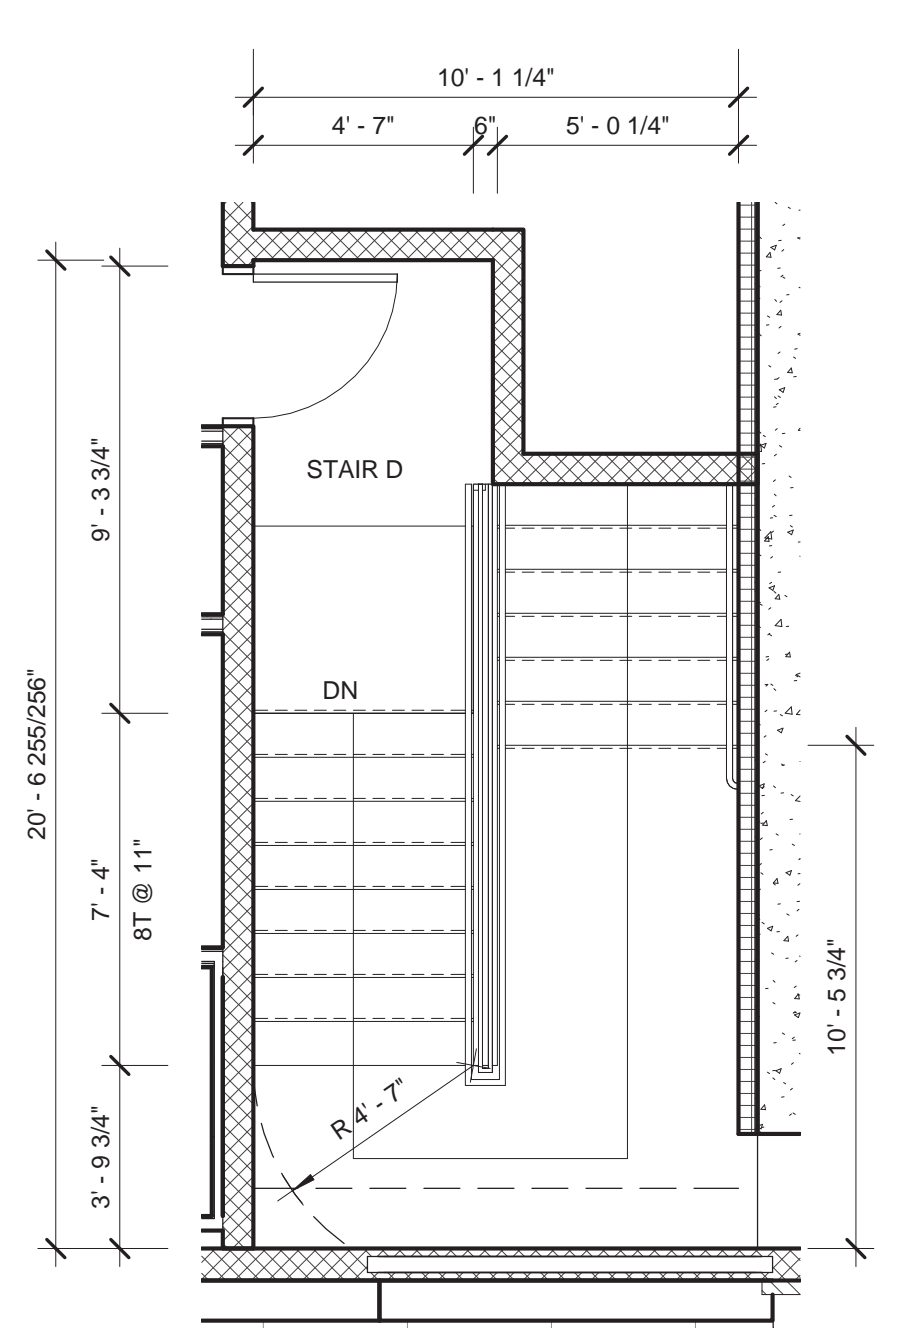 10' - 1 1/4"
4' - 7"
6"
5' - 0 1/4"
STAIR D
9' - 3 3/4"
DN
20' - 6 255/256"
7' - 4"
8T @ 11"
10' - 5 3/4"
R 4' - 7"
3' - 9 3/4"